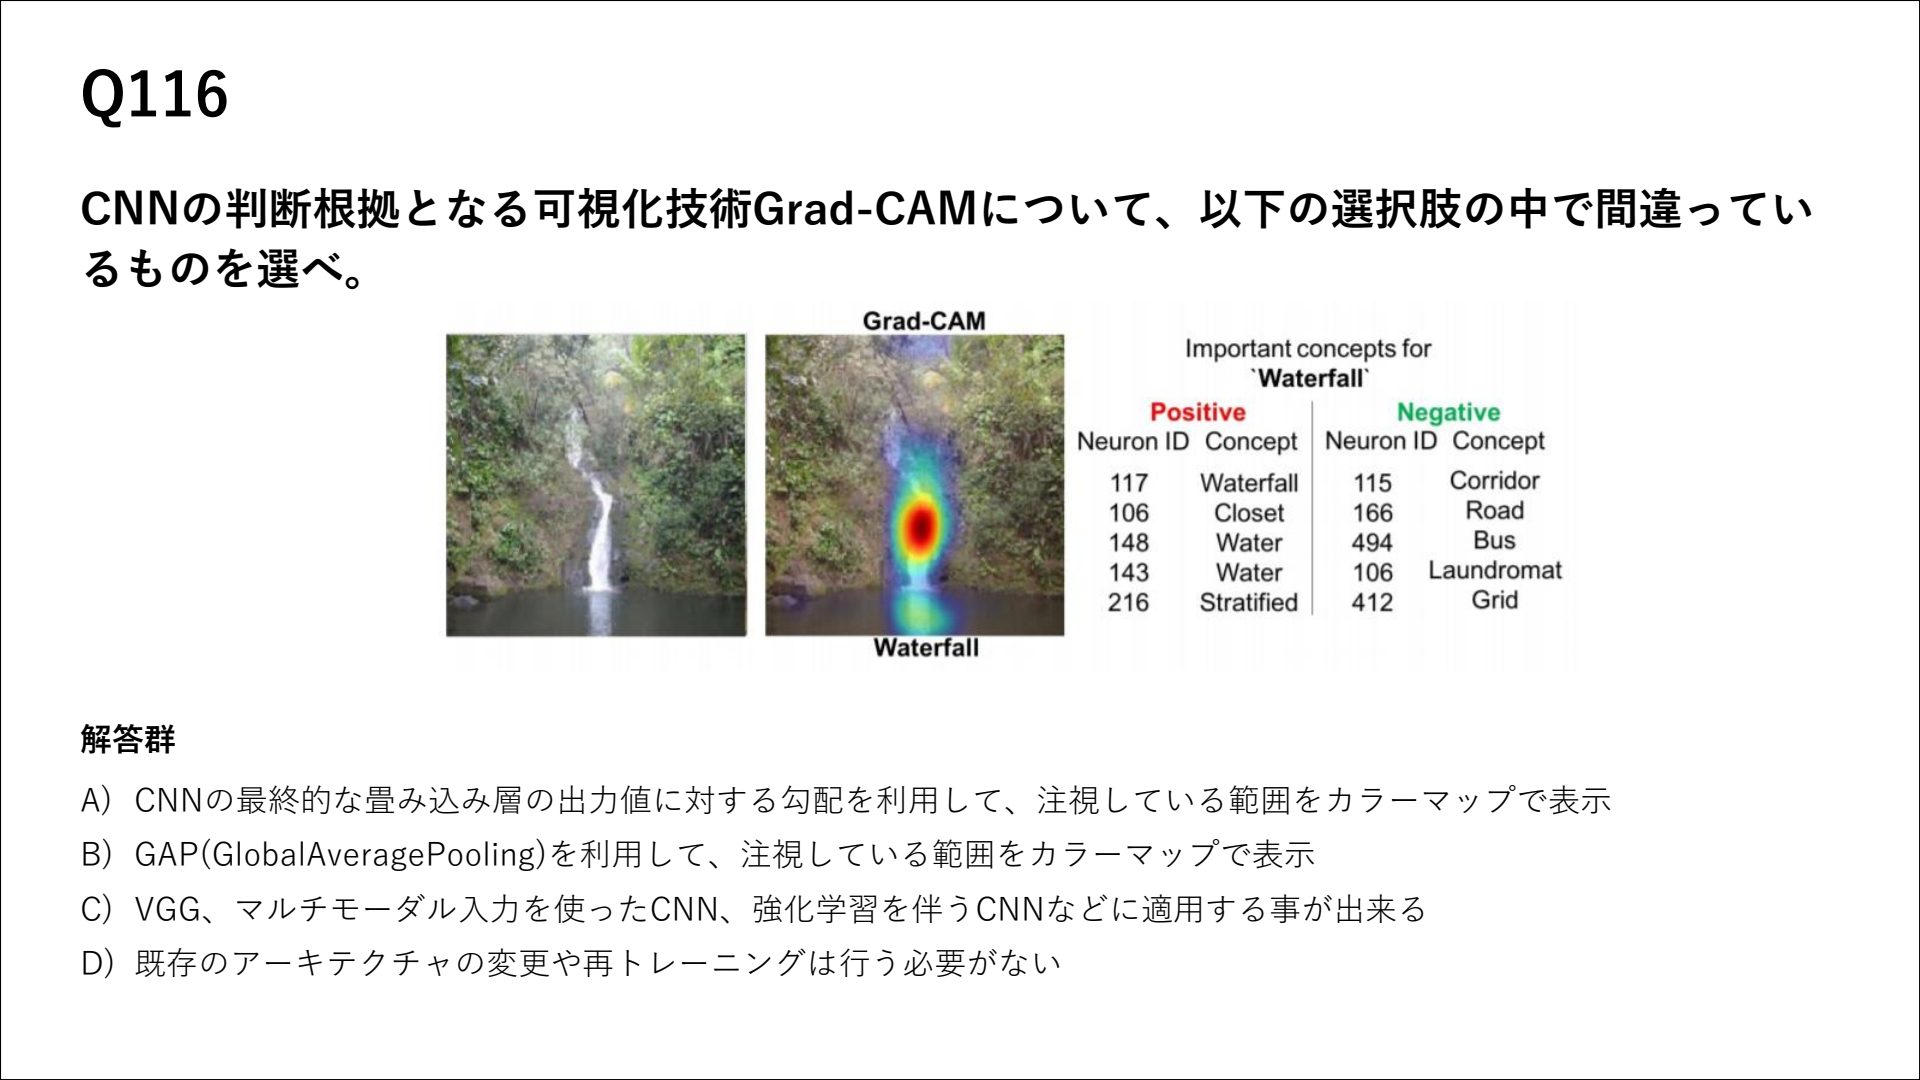 Q116
CNNの判断根拠となる可視化技術Grad-CAMについて、以下の選択肢の中で間違ってい
るものを選べ。
Grad-CAM
Waterfall
Important concepts for
`Waterfall`
Positive Negative
Neuron ID Concept Neuron ID Concept
117 Waterfall 115 Corridor
106 Closet 166 Road
148 Water 494 Bus
143 Water 106 Laundromat
216 Stratified 412 Grid
解答群
A) CNNの最終的な畳み込み層の出力値に対する勾配を利用して、注視している範囲をカラーマップで表示
B) GAP(GlobalAveragePooling)を利用して、注視している範囲をカラーマップで表示
C) VGG、マルチモーダル入力を使ったCNN、強化学習を伴うCNNなどに適用する事が出来る
D) 既存のアーキテクチャの変更や再トレーニングは行う必要がない